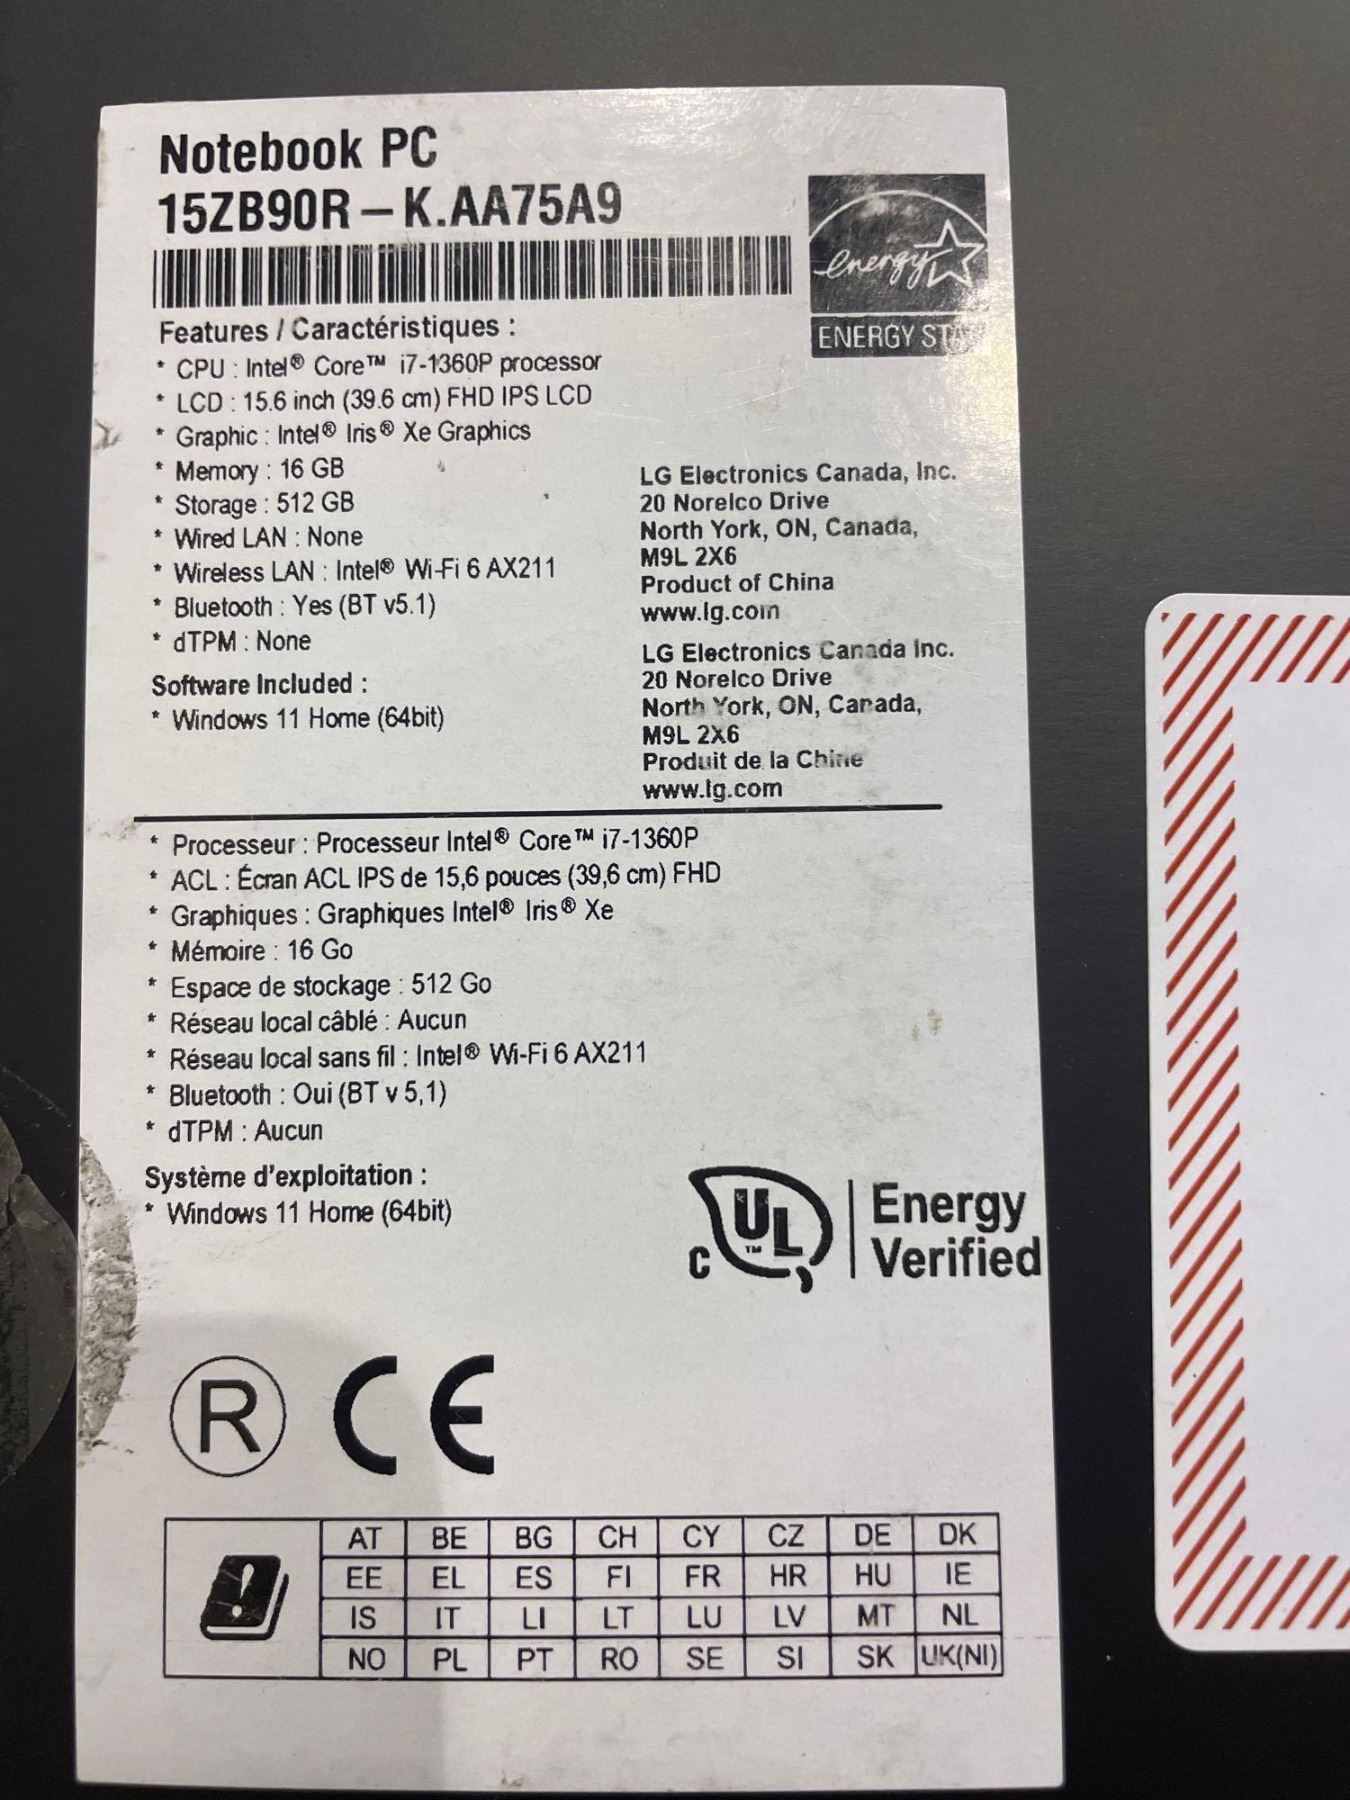 Notebook PC
15ZB90R – K.AA75A9
energy
ENERGY STAR
Features / Caractéristiques :
* CPU : Intel® Core™ i7-1360P processor
* LCD : 15.6 inch (39.6 cm) FHD IPS LCD
* Graphic : Intel® Iris® Xe Graphics
* Memory : 16 GB
* Storage : 512 GB
* Wired LAN : None
* Wireless LAN : Intel® Wi-Fi 6 AX211
* Bluetooth : Yes (BT v5.1)
* dTPM : None
Software Included :
* Windows 11 Home (64bit)
LG Electronics Canada, Inc.
20 Norelco Drive
North York, ON, Canada,
M9L 2X6
Product of China
www.lg.com
LG Electronics Canada Inc.
20 Norelco Drive
North York, ON, Canada,
M9L 2X6
Produit de la Chine
www.lg.com
* Processeur : Processeur Intel® Core™ i7-1360P
* ACL : Écran ACL IPS de 15,6 pouces (39,6 cm) FHD
* Graphiques : Graphiques Intel® Iris® Xe
* Mémoire : 16 Go
* Espace de stockage : 512 Go
* Réseau local câblé : Aucun
* Réseau local sans fil : Intel® Wi-Fi 6 AX211
* Bluetooth : Oui (BT v 5,1)
* dTPM : Aucun
Système d'exploitation :
* Windows 11 Home (64bit)
C UL™ Energy
Verified
R CE
AT BE BG CH CY CZ DE DK
EE EL ES FI FR HR HU IE
IS IT LI LT LU LV MT NL
NO PL PT RO SE SI SK UK(NI)